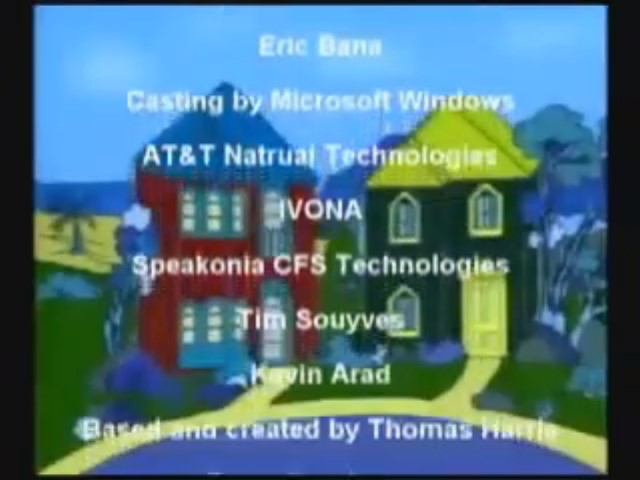 Eric Bana
Casting by Microsoft Windows
AT&T Natrual Technologies
IVONA
Speakonia CFS Technologies
Tim Souyves
Kavin Arad
Based and created by Thomas Harris